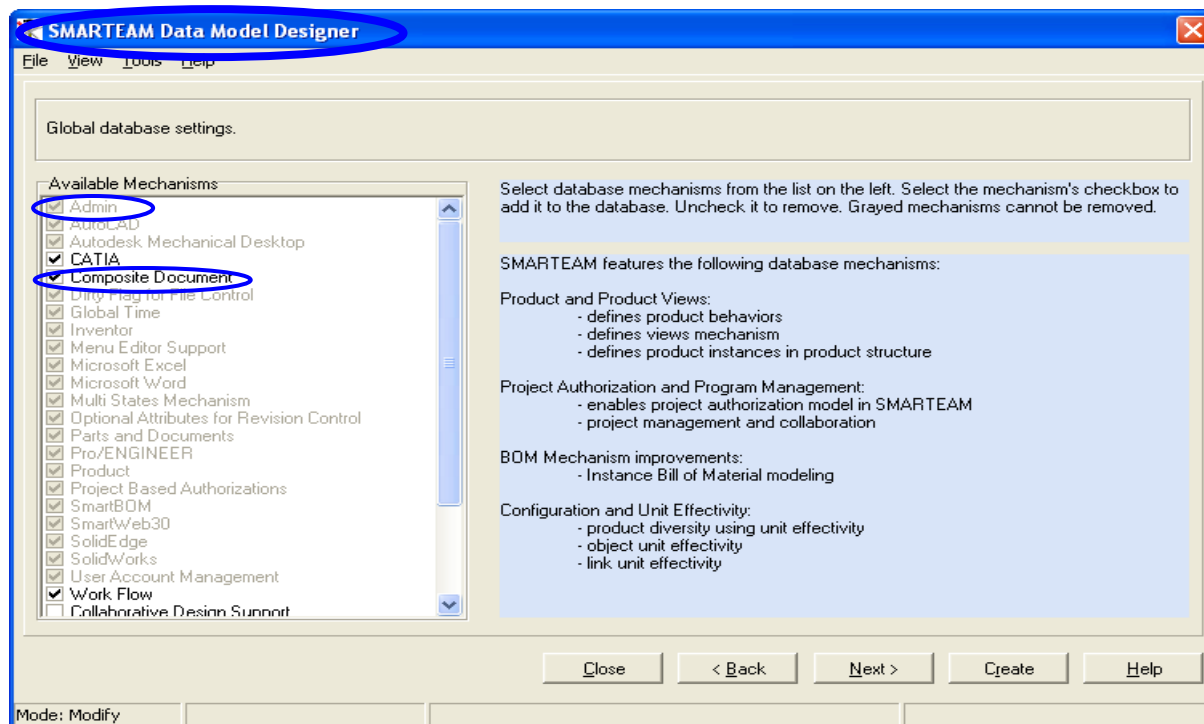 SMARTEAM Data Model Designer
File View Tools Help
Global database settings.
Available Mechanisms
Admin
AutoCAD
Autodesk Mechanical Desktop
CATIA
Composite Document
Dirty Flag for File Control
Global Time
Inventor
Menu Editor Support
Microsoft Excel
Microsoft Word
Multi States Mechanism
Optional Attributes for Revision Control
Parts and Documents
Pro/ENGINEER
Product
Project Based Authorizations
SmartBOM
SmartWeb30
SolidEdge
SolidWorks
User Account Management
Work Flow
Collaborative Design Support
Select database mechanisms from the list on the left. Select the mechanism's checkbox to
add it to the database. Uncheck it to remove. Grayed mechanisms cannot be removed.
SMARTEAM features the following database mechanisms:
Product and Product Views:
- defines product behaviors
- defines views mechanism
- defines product instances in product structure
Project Authorization and Program Management:
- enables project authorization model in SMARTEAM
- project management and collaboration
BOM Mechanism improvements:
- Instance Bill of Material modeling
Configuration and Unit Effectivity:
- product diversity using unit effectivity
- object unit effectivity
- link unit effectivity
Close < Back Next > Create Help
Mode: Modify